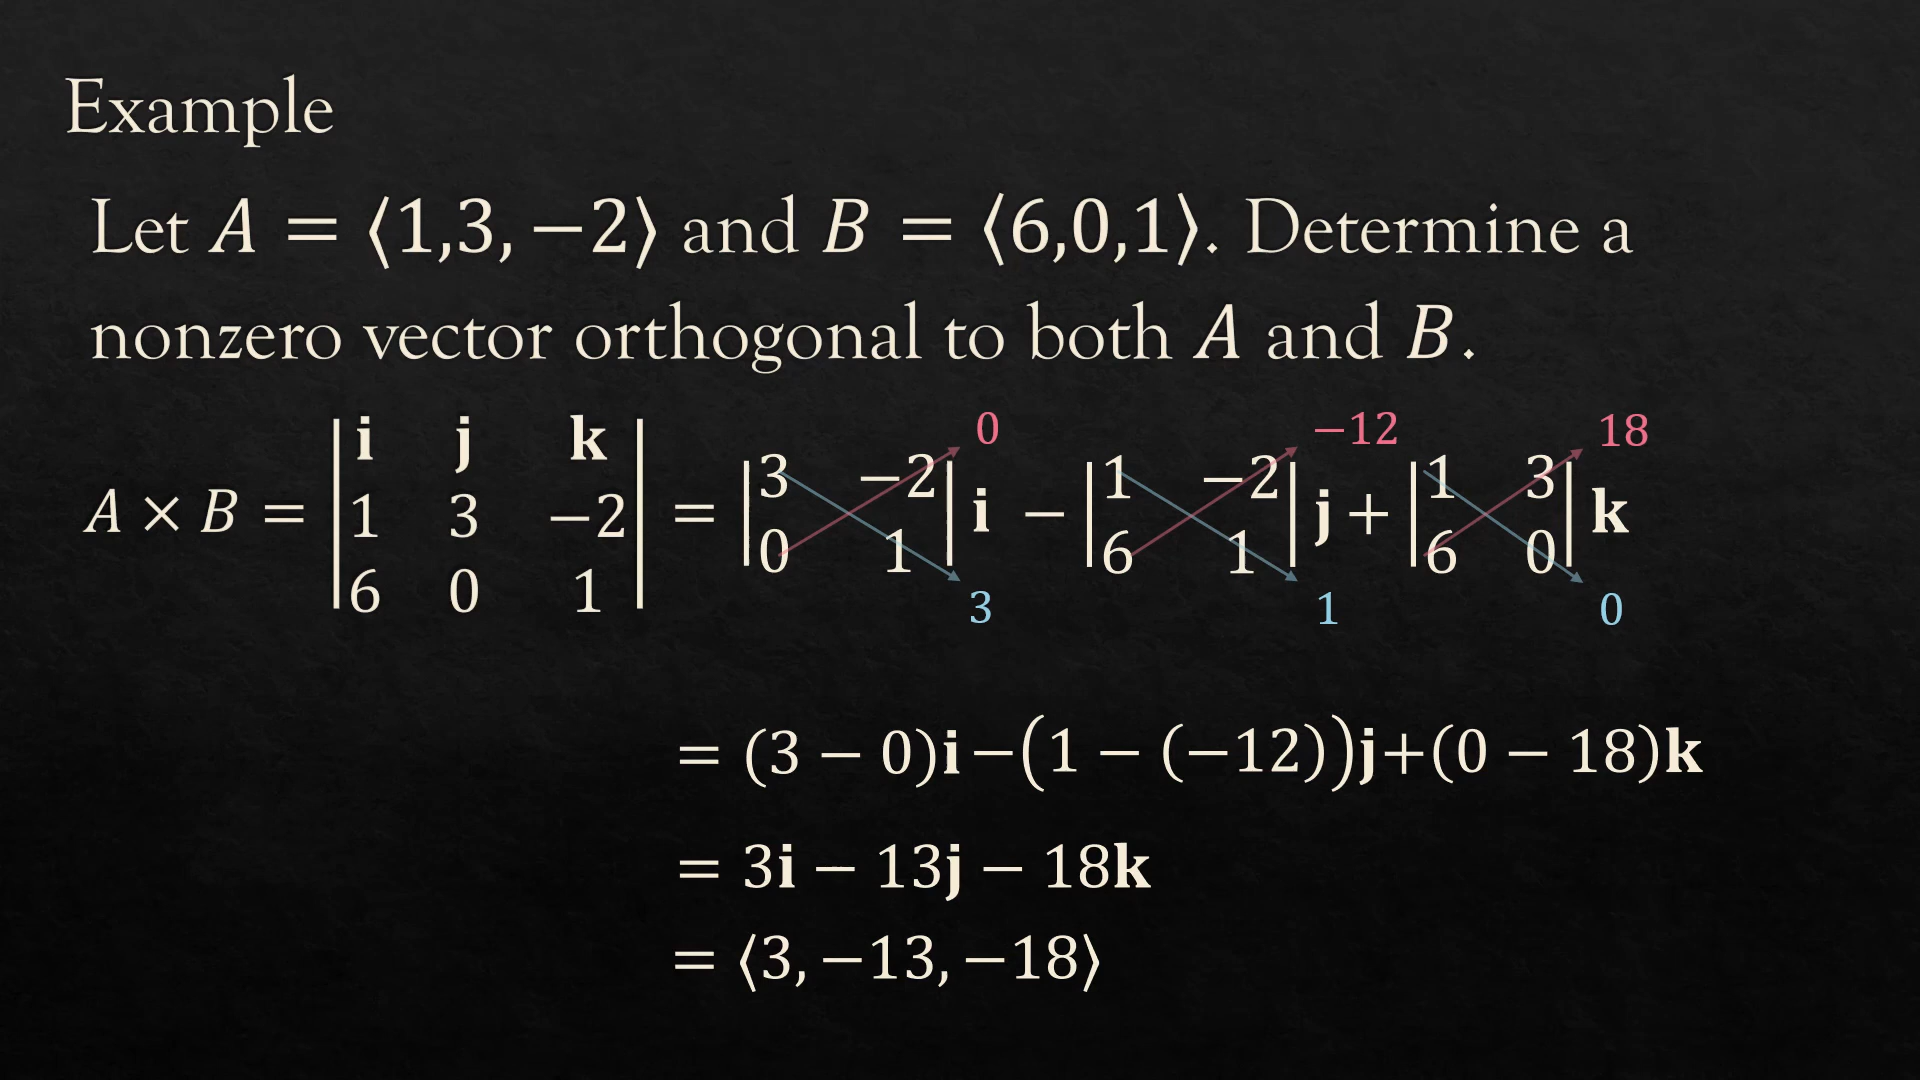 Example
Let A = ⟨1,3, −2⟩ and B = ⟨6,0,1⟩. Determine a
nonzero vector orthogonal to both A and B.
0 −12 18
A × B = |i j k| = |3 −2| i − |1 −2| j + |1 3| k
|1 3 −2| |0 1| |6 1| |6 0|
|6 0 1|
3 1 0
= (3 − 0)i −(1 − (−12))j+(0 − 18)k
= 3i − 13j − 18k
= ⟨3, −13, −18⟩